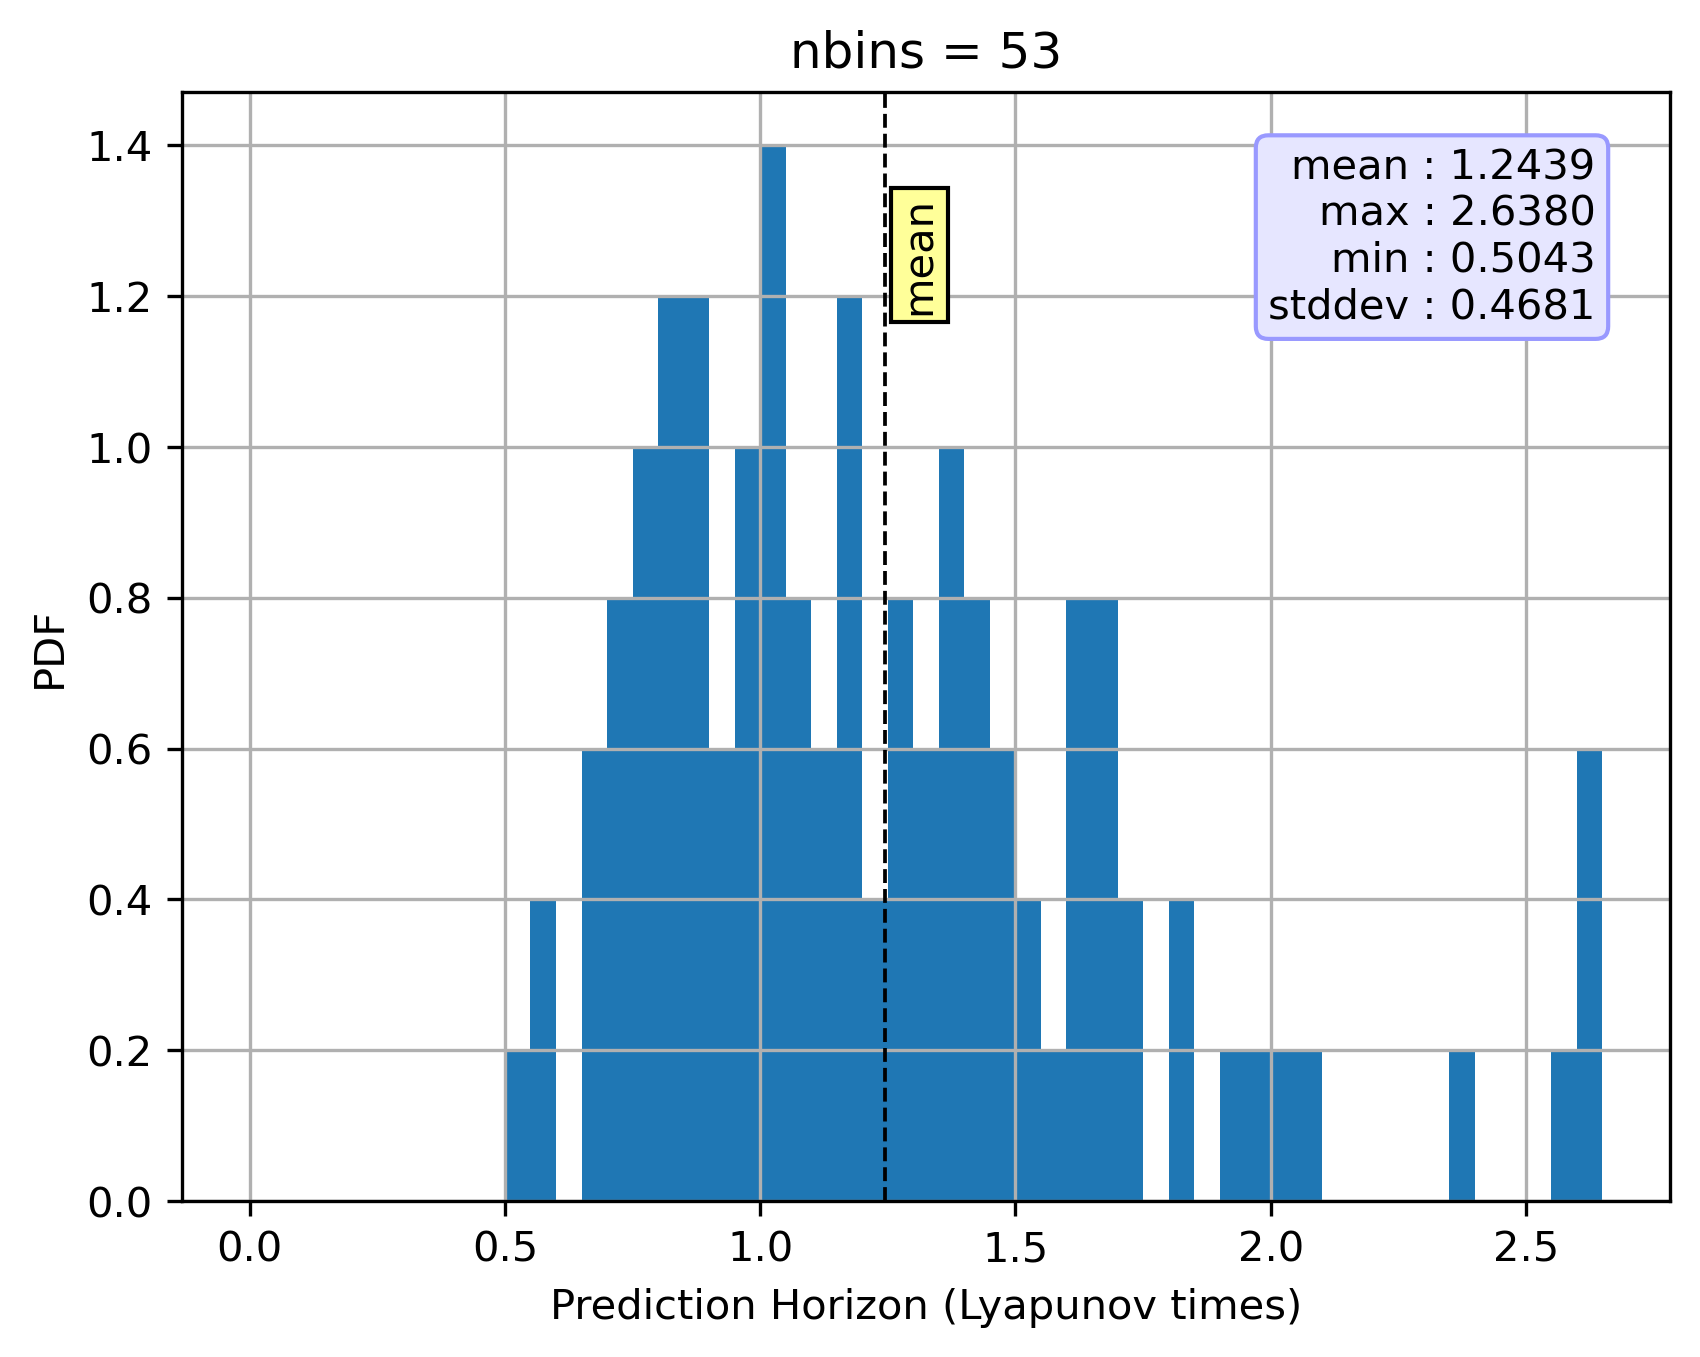 nbins = 53
1.4
1.2
1.0
0.8
0.6
0.4
0.2
0.0
PDF
mean
mean : 1.2439
max : 2.6380
min : 0.5043
stddev : 0.4681
0.0 0.5 1.0 1.5 2.0 2.5
Prediction Horizon (Lyapunov times)